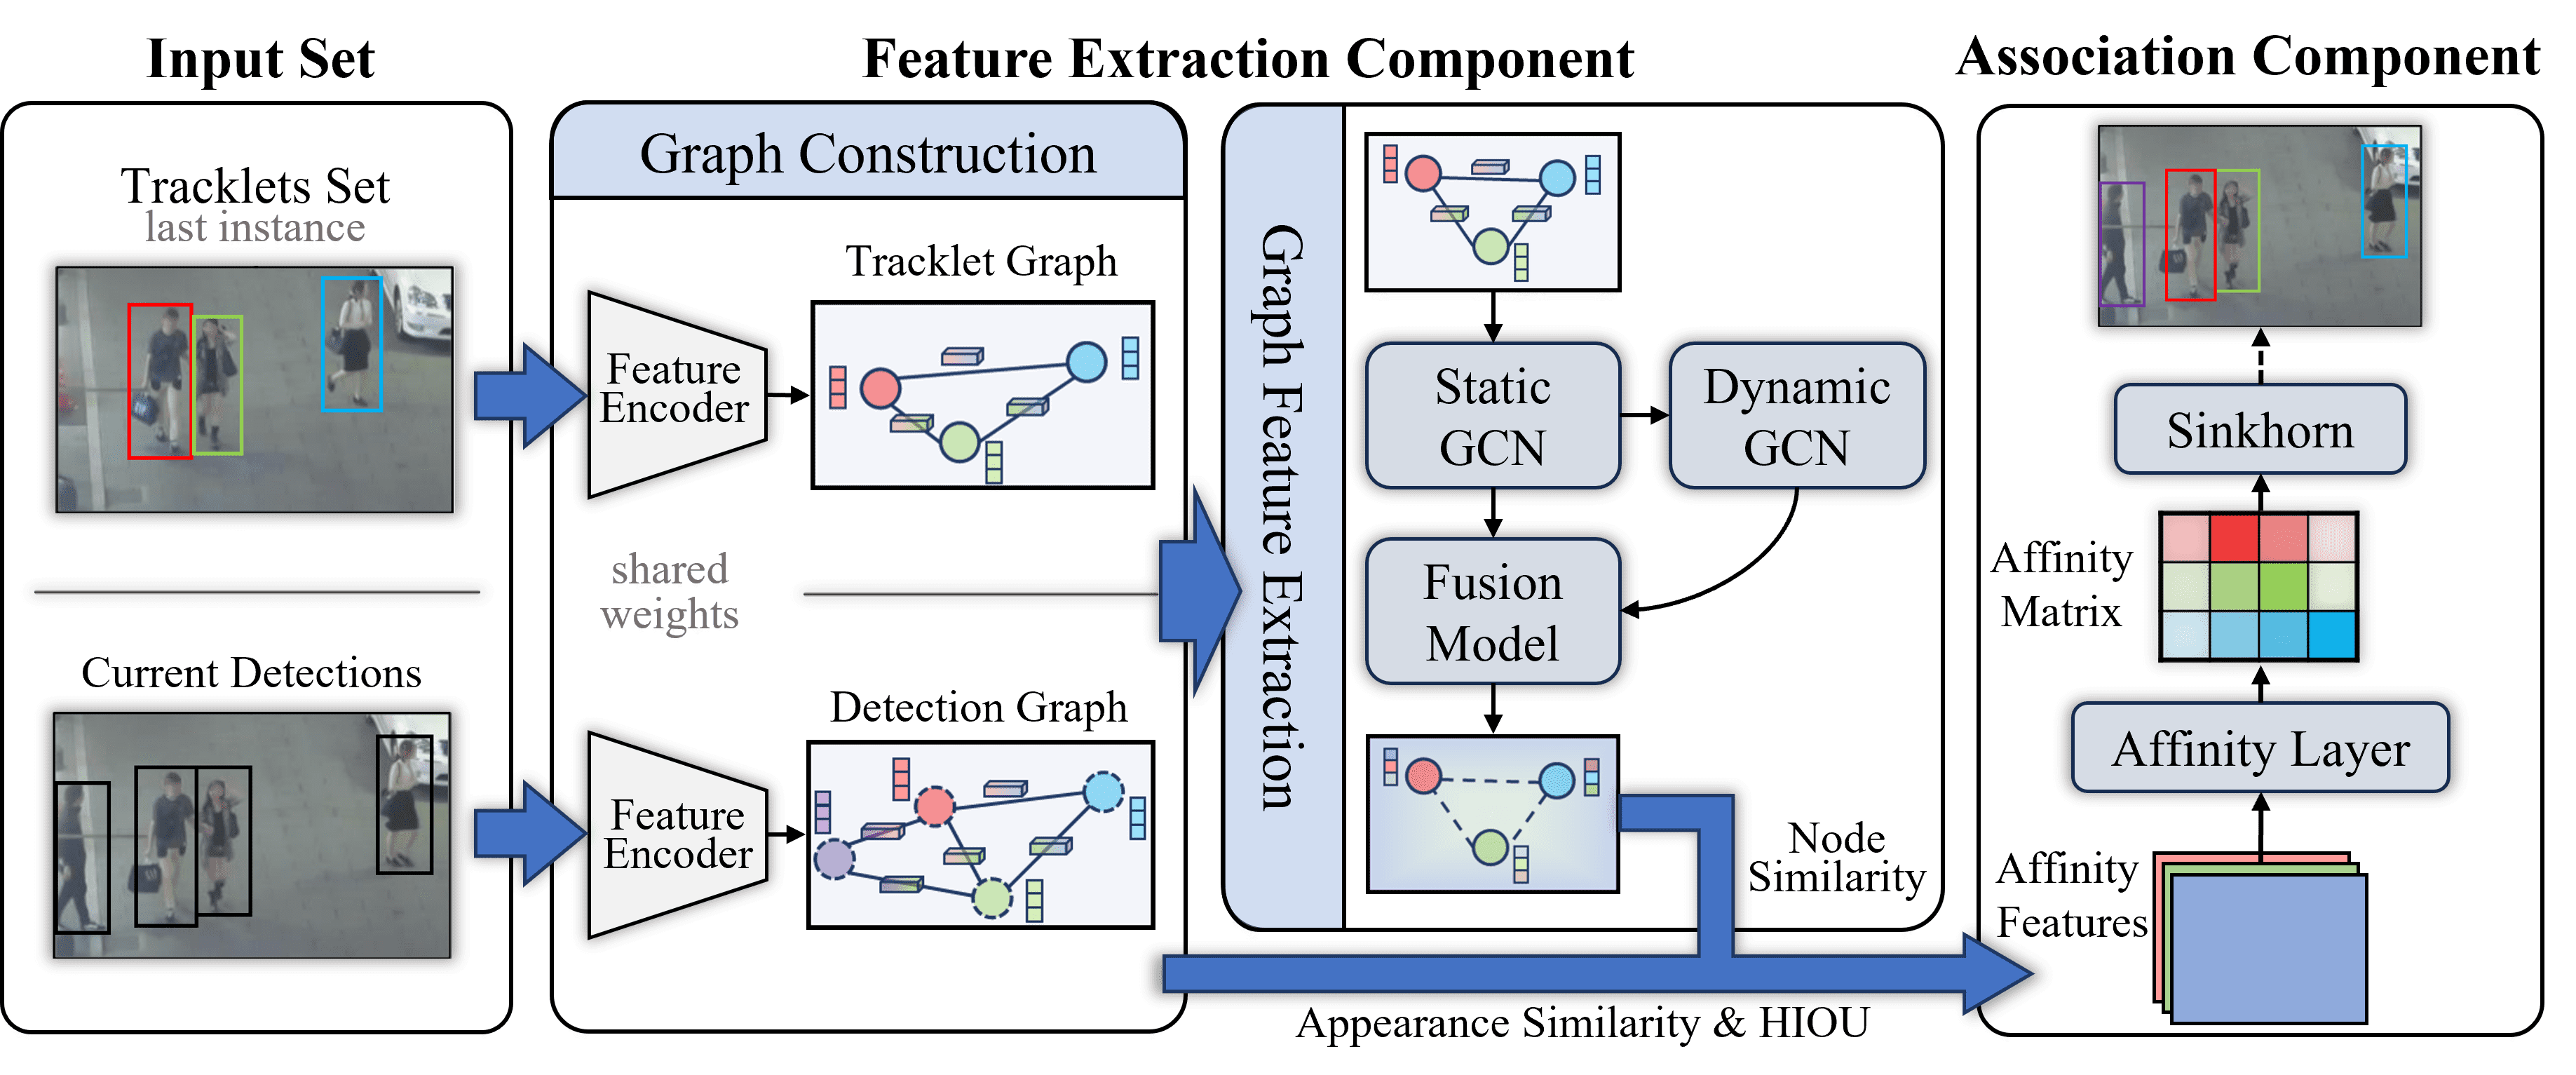 Input Set
Feature Extraction Component
Association Component
Tracklets Set
last instance
Current Detections
Graph Construction
Feature
Encoder
Tracklet Graph
shared
weights
Detection Graph
Feature
Encoder
Graph Feature Extraction
Static
GCN
Dynamic
GCN
Fusion
Model
Node
Similarity
Appearance Similarity & HIOU
Sinkhorn
Affinity
Matrix
Affinity Layer
Affinity
Features